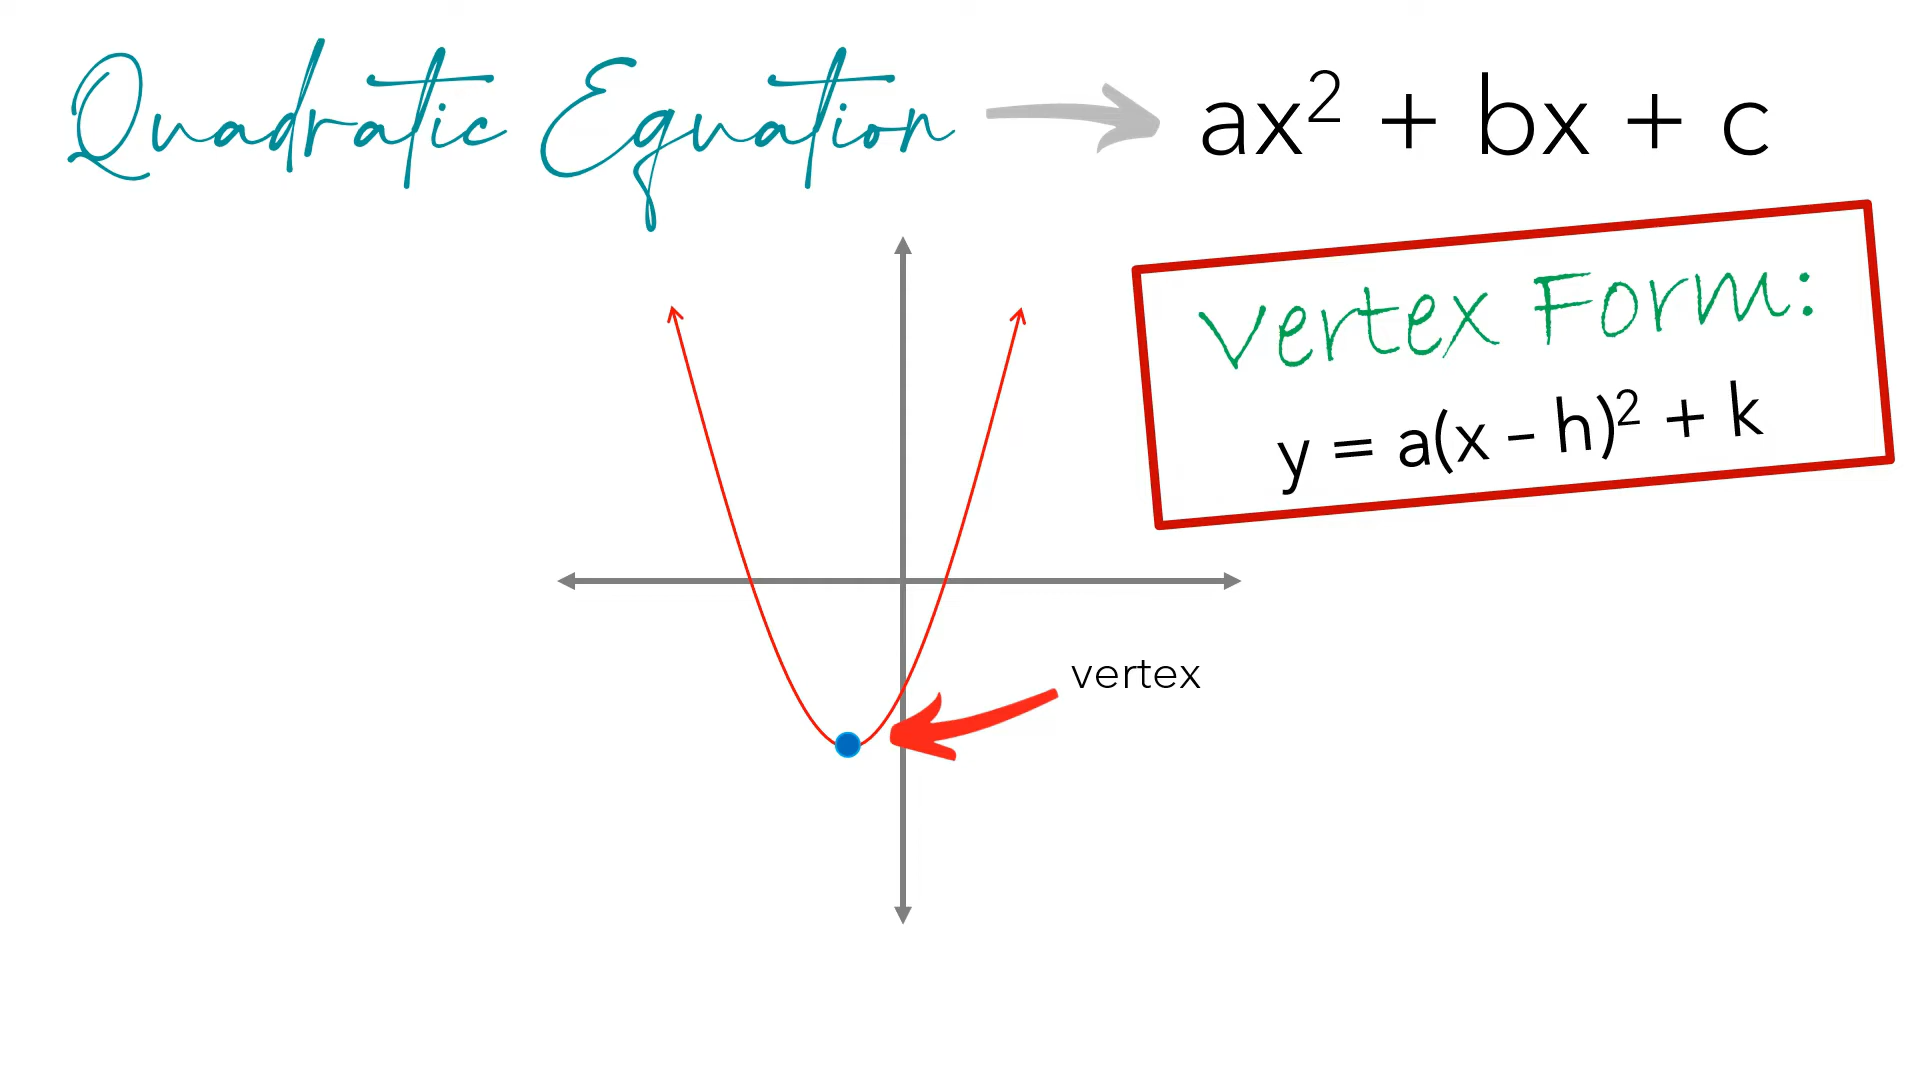 Quadratic Equation ax² + bx + c
Vertex Form:
y = a(x – h)² + k
vertex